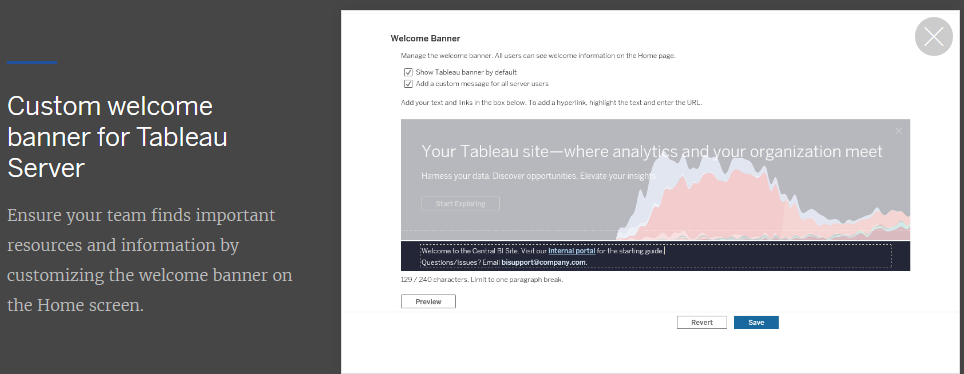 Custom welcome
banner for Tableau
Server
Ensure your team finds important
resources and information by
customizing the welcome banner on
the Home screen.
Welcome Banner
Manage the welcome banner. All users can see welcome information on the Home page.
Show Tableau banner by default
Add a custom message for all server users
Add your text and links in the box below. To add a hyperlink, highlight the text and enter the URL.
Your Tableau site—where analytics and your organization meet
Harness your data. Discover opportunities. Elevate your insights.
Start Exploring
Welcome to the Central BI Site. Visit our internal portal for the starting guide.
Questions/Issues? Email bisupport@company.com.
129 / 240 characters. Limit to one paragraph break.
Preview
Revert
Save